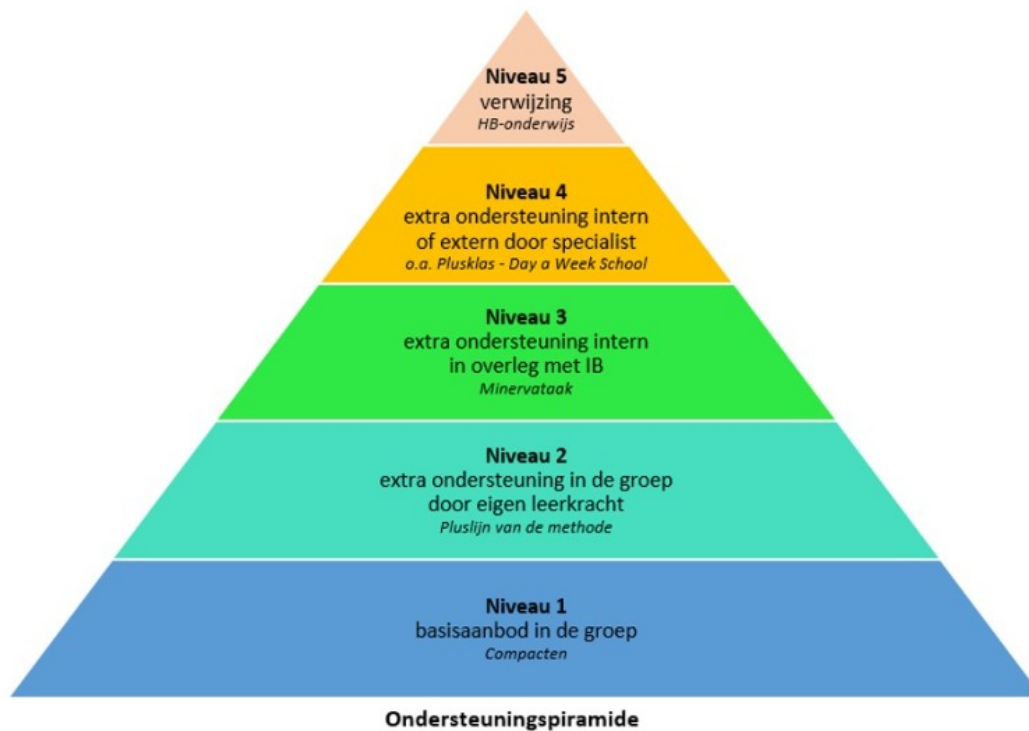 Niveau 5
verwijzing
HB-onderwijs
Niveau 4
extra ondersteuning intern
of extern door specialist
o.a. Plusklas - Day a Week School
Niveau 3
extra ondersteuning intern
in overleg met IB
Minervataak
Niveau 2
extra ondersteuning in de groep
door eigen leerkracht
Pluslijn van de methode
Niveau 1
basisaanbod in de groep
Compacten
Ondersteuningspiramide